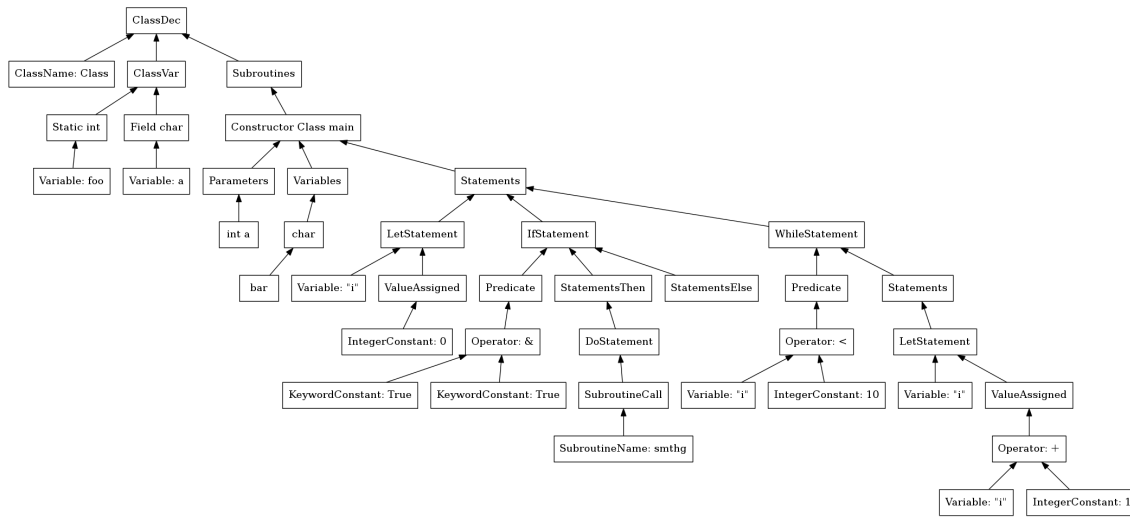 ClassDec
ClassName: Class
ClassVar
Subroutines
Static int
Field char
Constructor Class main
Variable: foo
Variable: a
Parameters
Variables
Statements
int a
char
LetStatement
IfStatement
WhileStatement
bar
Variable: "i"
ValueAssigned
Predicate
StatementsThen
StatementsElse
Predicate
Statements
IntegerConstant: 0
Operator: &
DoStatement
Operator: <
LetStatement
KeywordConstant: True
KeywordConstant: True
SubroutineCall
Variable: "i"
IntegerConstant: 10
Variable: "i"
ValueAssigned
SubroutineName: smthg
Operator: +
Variable: "i"
IntegerConstant: 1